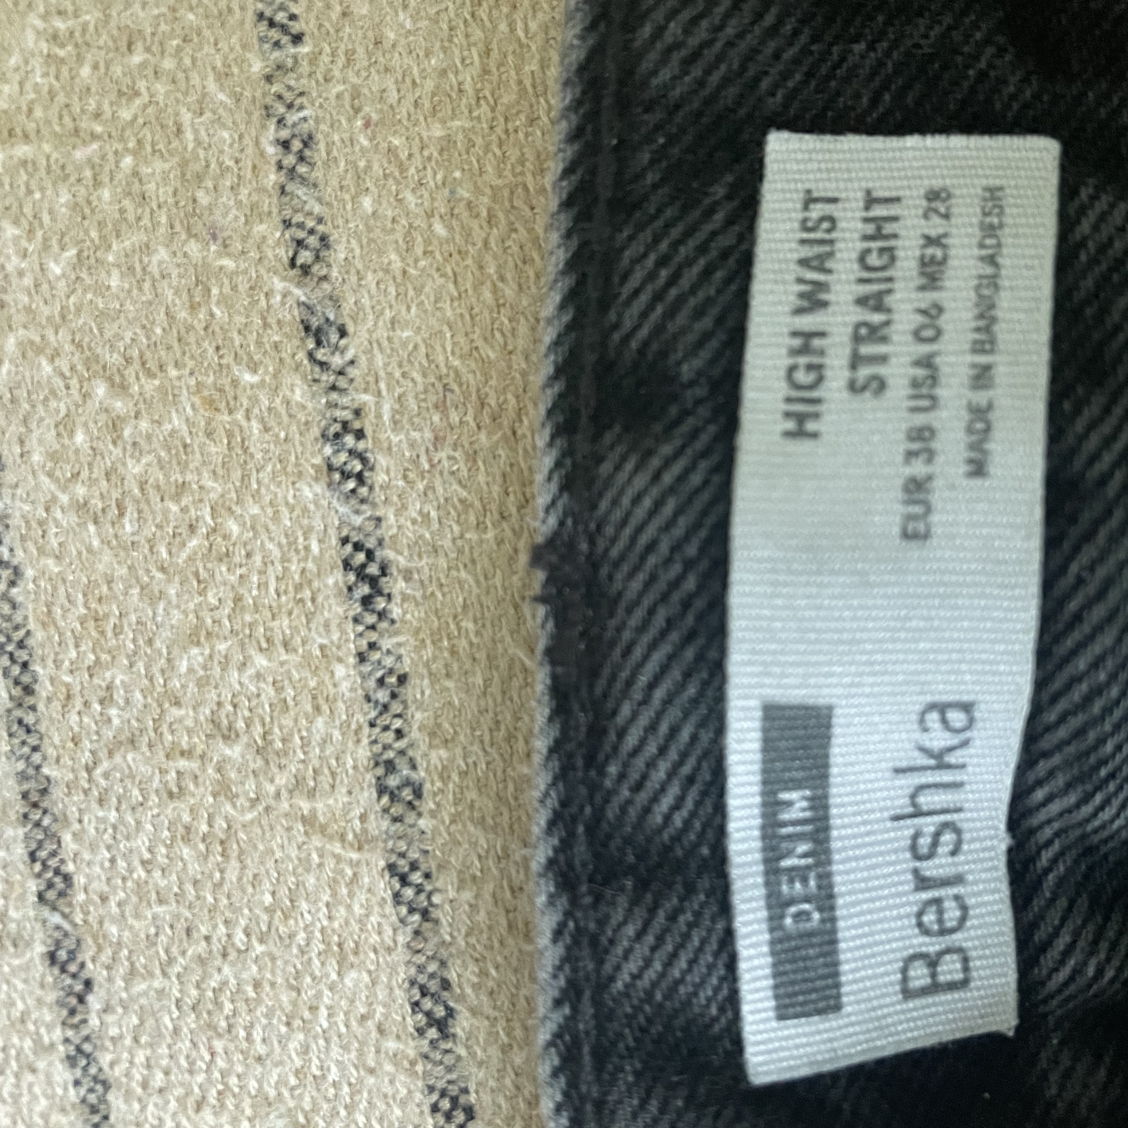 DENIM
Bershka
HIGH WAIST
STRAIGHT
EUR 38 USA 06 MEX 28
MADE IN BANGLADESH